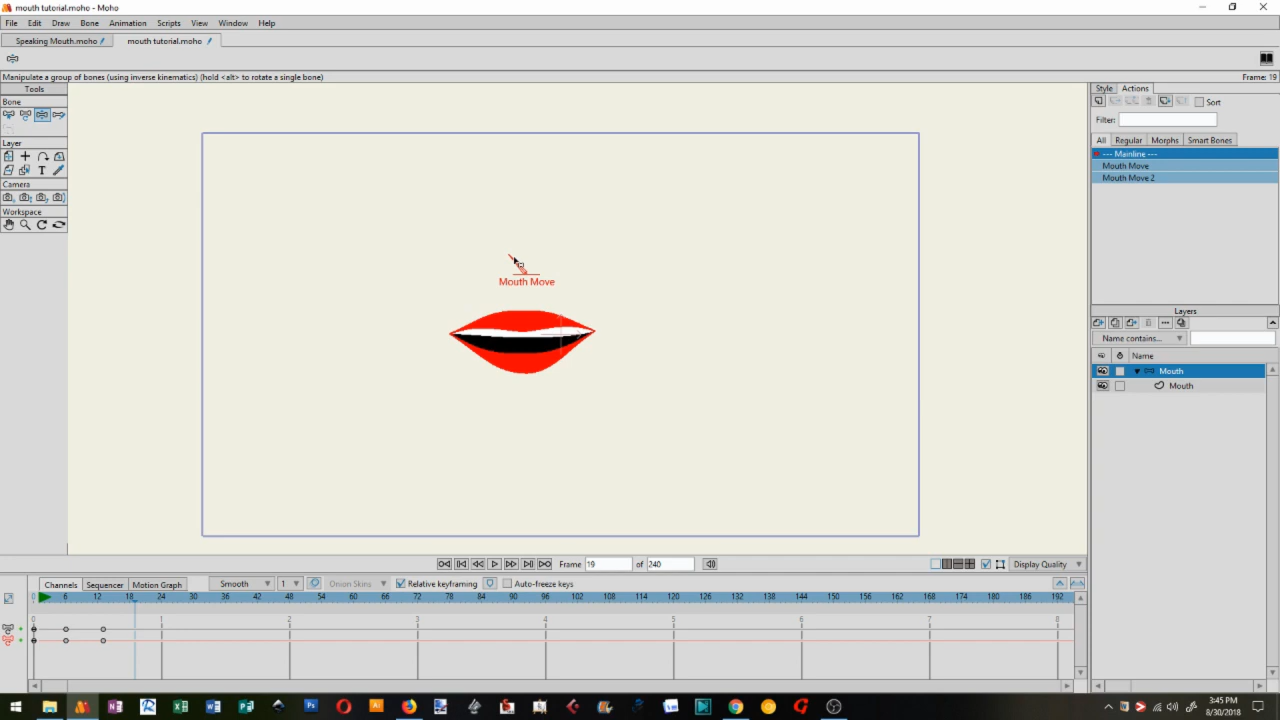 mouth tutorial.moho - Moho
File Edit Draw Bone Animation Scripts View Window Help
Speaking Mouth.moho mouth tutorial.moho
Manipulate a group of bones (using inverse kinematics) (hold <alt> to rotate a single bone) Frame: 19
Tools
Bone
Layer
T
Camera
Workspace
Style Actions
Sort
Filter:
All Regular Morphs Smart Bones
--- Mainline ---
Mouth Move
Mouth Move 2
Mouth Move
Layers
Name contains...
Name
Mouth
Mouth
Frame 19 of 240 Display Quality
Channels Sequencer Motion Graph Smooth 1 Onion Skins Relative keyframing Auto-freeze keys
0 6 12 18 24 30 36 42 48 54 60 66 72 78 84 90 96 102 108 114 120 126 132 138 144 150 156 162 168 174 180 186 192
0 1 2 3 4 5 6 7 8
3:45 PM
8/30/2018